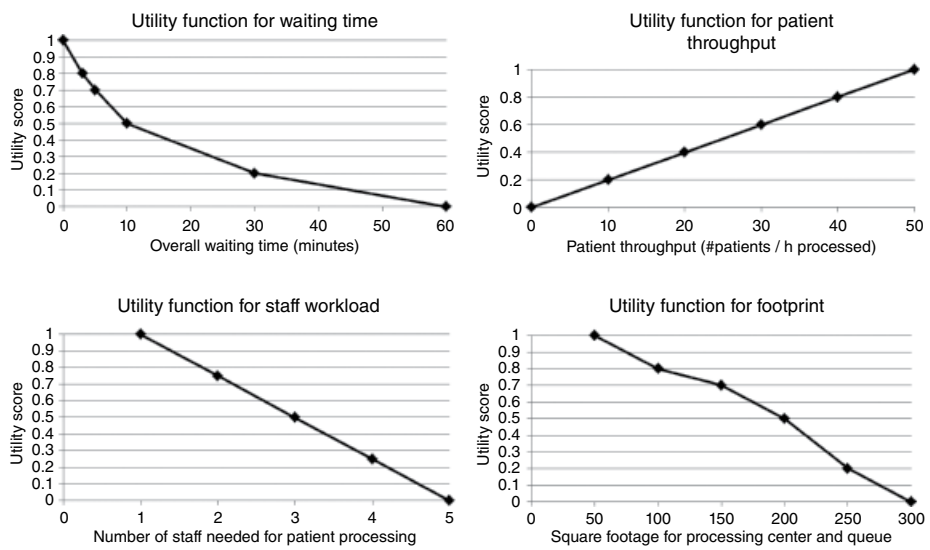 Utility function for waiting time
1
0.9
0.8
0.7
0.6
0.5
0.4
0.3
0.2
0.1
0
Utility score
0 10 20 30 40 50 60
Overall waiting time (minutes)
Utility function for patient
throughput
1
0.8
0.6
0.4
0.2
0
Utility score
0 10 20 30 40 50
Patient throughput (#patients / h processed)
Utility function for staff workload
1
0.9
0.8
0.7
0.6
0.5
0.4
0.3
0.2
0.1
0
Utility score
0 1 2 3 4 5
Number of staff needed for patient processing
Utility function for footprint
1
0.9
0.8
0.7
0.6
0.5
0.4
0.3
0.2
0.1
0
Utility score
0 50 100 150 200 250 300
Square footage for processing center and queue